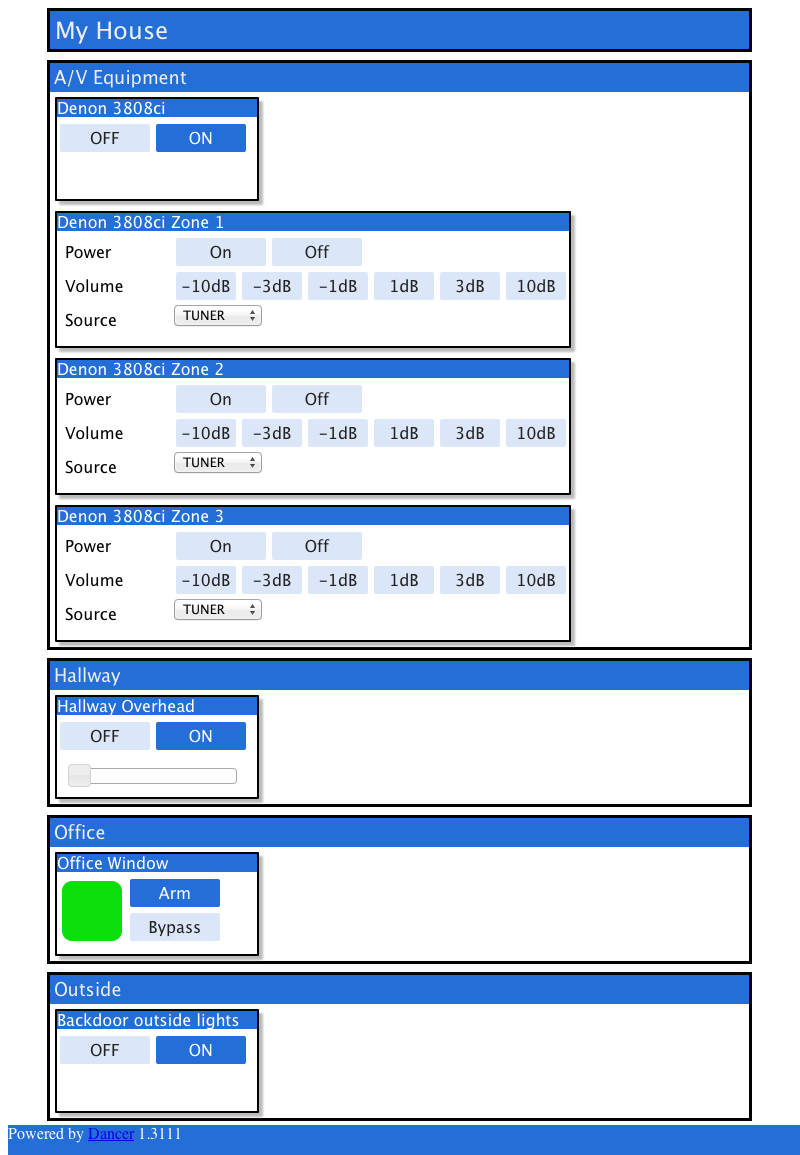 My House
A/V Equipment
Denon 3808ci
OFF ON
Denon 3808ci Zone 1
Power On Off
Volume -10dB -3dB -1dB 1dB 3dB 10dB
Source TUNER
Denon 3808ci Zone 2
Power On Off
Volume -10dB -3dB -1dB 1dB 3dB 10dB
Source TUNER
Denon 3808ci Zone 3
Power On Off
Volume -10dB -3dB -1dB 1dB 3dB 10dB
Source TUNER
Hallway
Hallway Overhead
OFF ON
Office
Office Window
Arm
Bypass
Outside
Backdoor outside lights
OFF ON
Powered by Dancer 1.3111